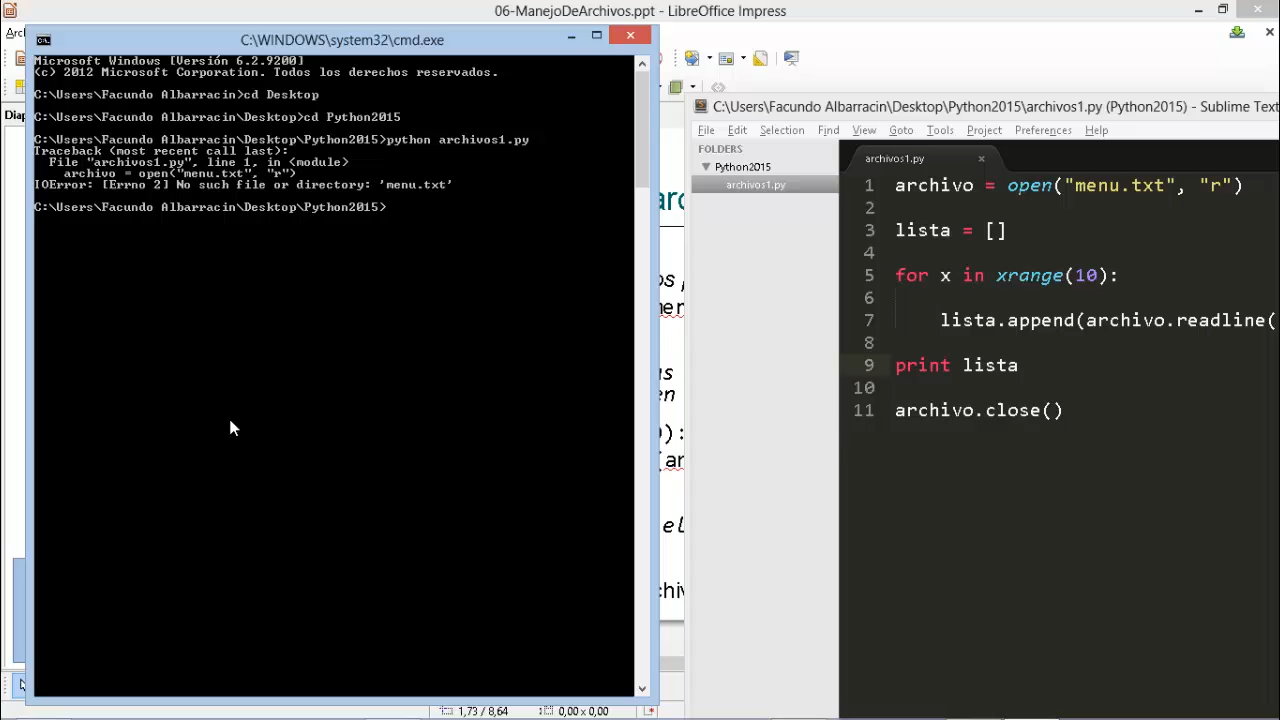 06-ManejoDeArchivos.ppt - LibreOffice Impress
C:\WINDOWS\system32\cmd.exe
Microsoft Windows [Versión 6.2.9200]
(c) 2012 Microsoft Corporation. Todos los derechos reservados.
C:\Users\Facundo Albarracin>cd Desktop
C:\Users\Facundo Albarracin\Desktop>cd Python2015
C:\Users\Facundo Albarracin\Desktop\Python2015>python archivos1.py
Traceback (most recent call last):
File "archivos1.py", line 1, in <module>
archivo = open("menu.txt", "r")
IOError: [Errno 2] No such file or directory: 'menu.txt'
C:\Users\Facundo Albarracin\Desktop\Python2015>
C:\Users\Facundo Albarracin\Desktop\Python2015\archivos1.py (Python2015) - Sublime Text
File Edit Selection Find View Goto Tools Project Preferences Help
FOLDERS
Python2015
archivos1.py
archivos1.py
1 archivo = open("menu.txt", "r")
2
3 lista = []
4
5 for x in xrange(10):
6
7 lista.append(archivo.readline(
8
9 print lista
10
11 archivo.close()
1,73 / 8,64 0,00 x 0,00